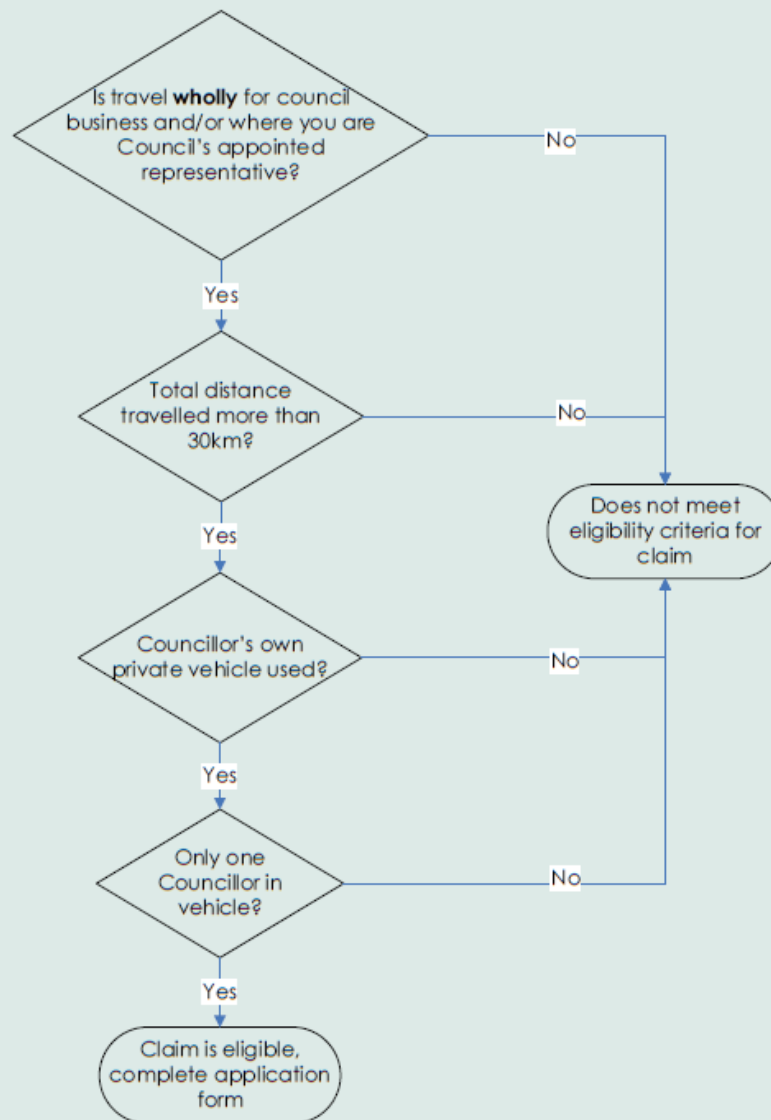 Is travel wholly for council
business and/or where you are
Council's appointed
representative?
No
Yes
Total distance
travelled more than
30km?
No
Does not meet
eligibility criteria for
claim
Yes
Councillor's own
private vehicle used?
No
Yes
Only one
Councillor in
vehicle?
No
Yes
Claim is eligible,
complete application
form